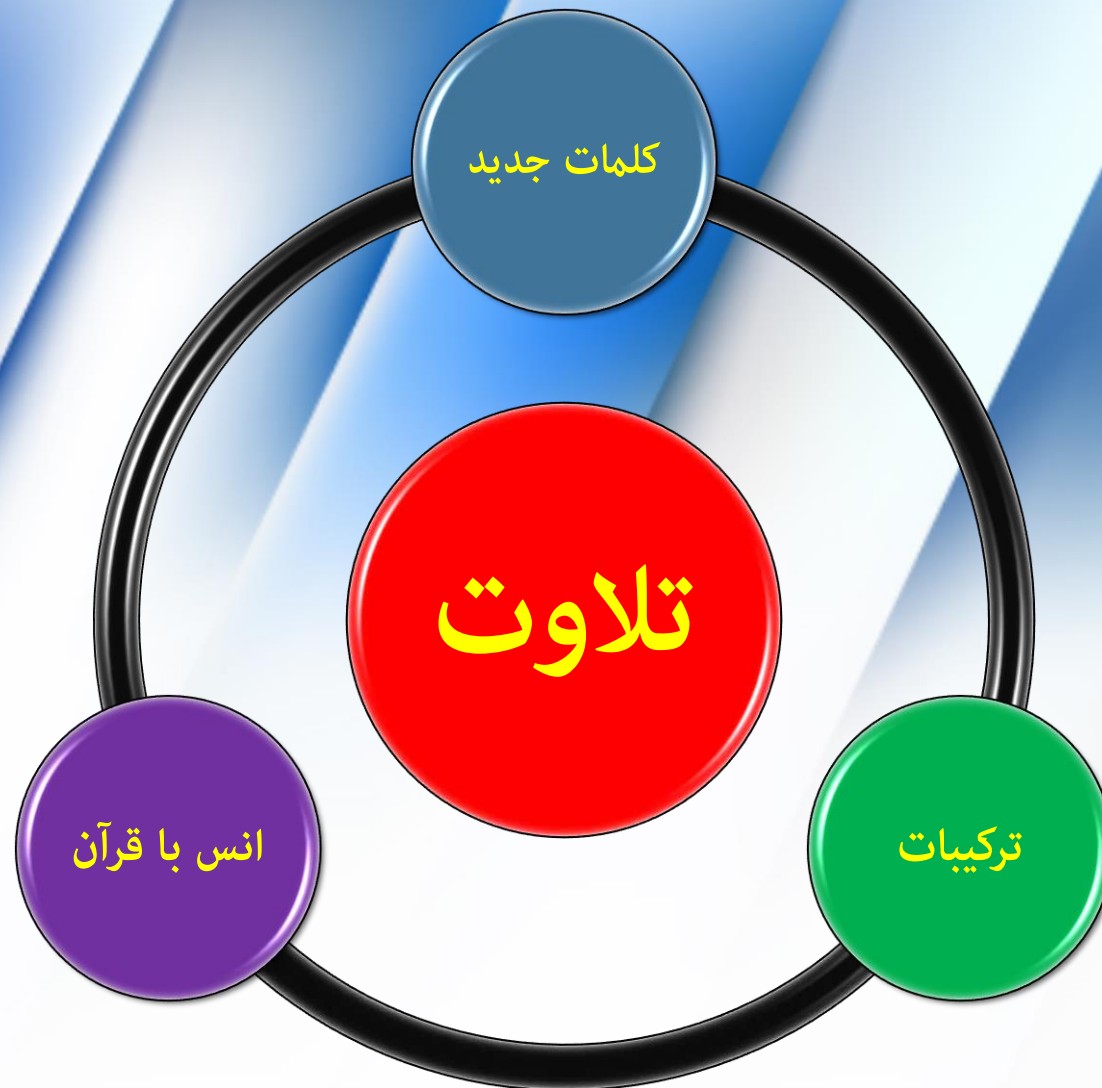 کلمات جدید
تلاوت
ترکیبات
انس با قرآن